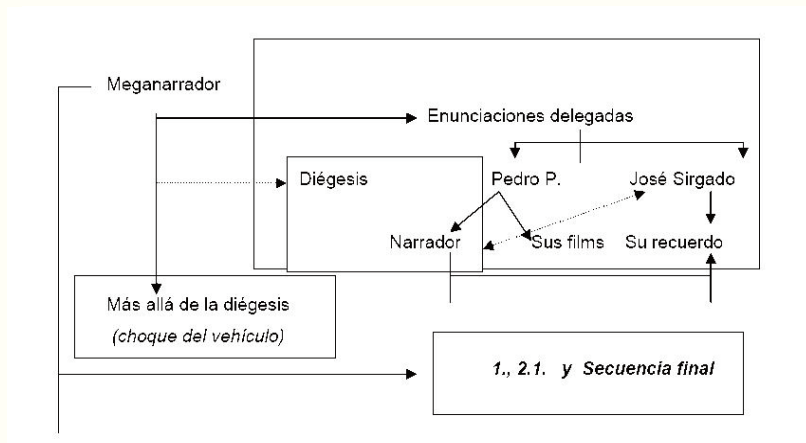 Meganarrador
Enunciaciones delegadas
Diégesis
Pedro P.
José Sirgado
Narrador
Sus films
Su recuerdo
Más allá de la diégesis
(choque del vehículo)
1., 2.1. y Secuencia final